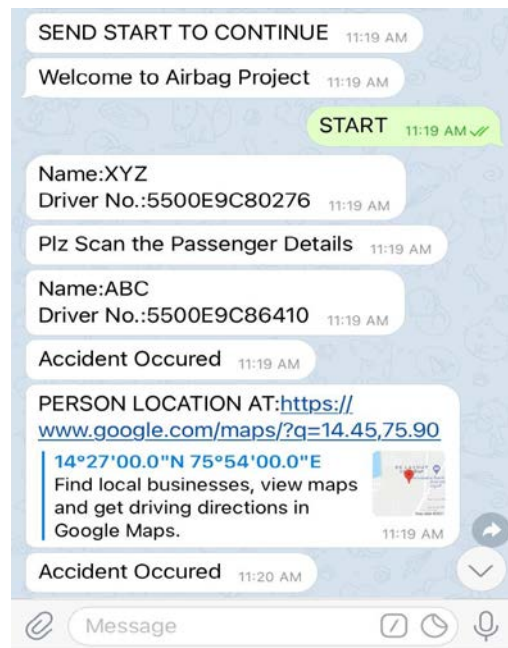 SEND START TO CONTINUE 11:19 AM
Welcome to Airbag Project 11:19 AM
START 11:19 AM
Name:XYZ
Driver No.:5500E9C80276 11:19 AM
Plz Scan the Passenger Details 11:19 AM
Name:ABC
Driver No.:5500E9C86410 11:19 AM
Accident Occured 11:19 AM
PERSON LOCATION AT:https://
www.google.com/maps/?q=14.45,75.90
14°27'00.0"N 75°54'00.0"E
Find local businesses, view maps
and get driving directions in
Google Maps. 11:19 AM
Accident Occured 11:20 AM
Message